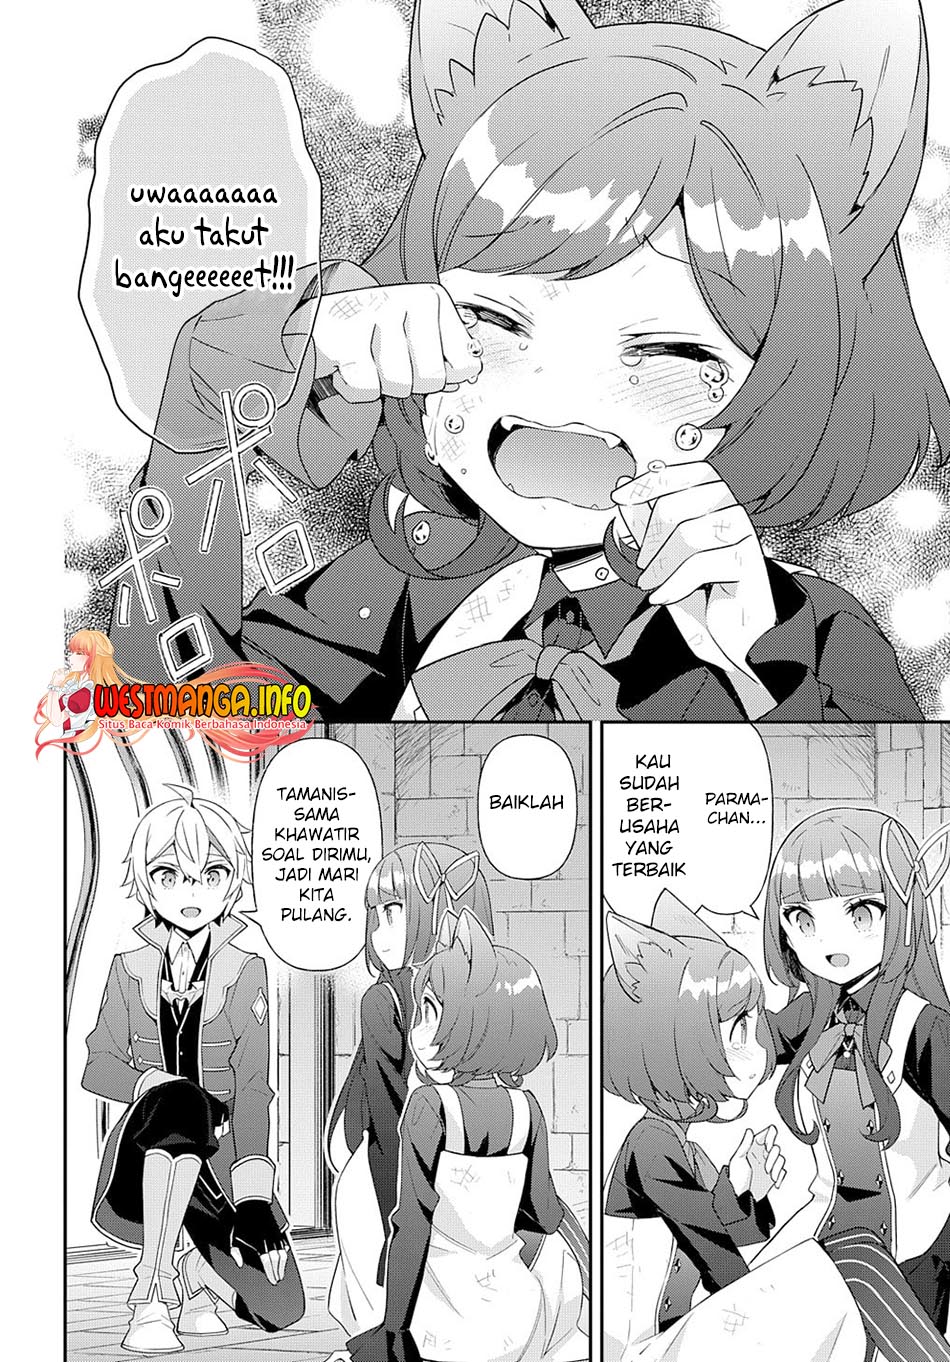 uwaaaaaaa
aku takut
bangeeeeeet!!!
ポロ
ポロ
WESTMANGA.INFO
Situs Baca Komik Berbahasa Indonesia
PARMA-
CHAN...
KAU
SUDAH
BER-
USAHA
YANG
TERBAIK
BAIKLAH
TAMANIS-
SAMA
KHAWATIR
SOAL DIRIMU,
JADI MARI
KITA
PULANG.